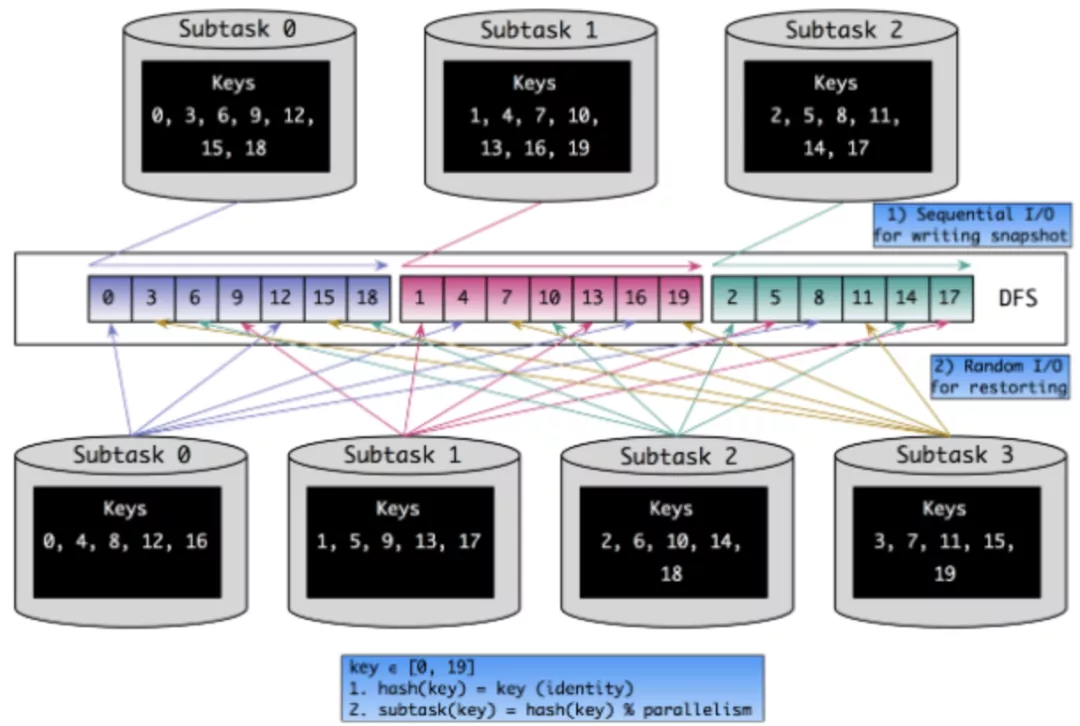 Subtask 0
Keys
0, 3, 6, 9, 12,
15, 18
Subtask 1
Keys
1, 4, 7, 10,
13, 16, 19
Subtask 2
Keys
2, 5, 8, 11,
14, 17
1) Sequential I/O
for writing snapshot
0 3 6 9 12 15 18 1 4 7 10 13 16 19 2 5 8 11 14 17 DFS
2) Random I/O
for restorting
Subtask 0
Keys
0, 4, 8, 12, 16
Subtask 1
Keys
1, 5, 9, 13, 17
Subtask 2
Keys
2, 6, 10, 14,
18
Subtask 3
Keys
3, 7, 11, 15,
19
key ϵ [0, 19]
1. hash(key) = key (identity)
2. subtask(key) = hash(key) % parallelism